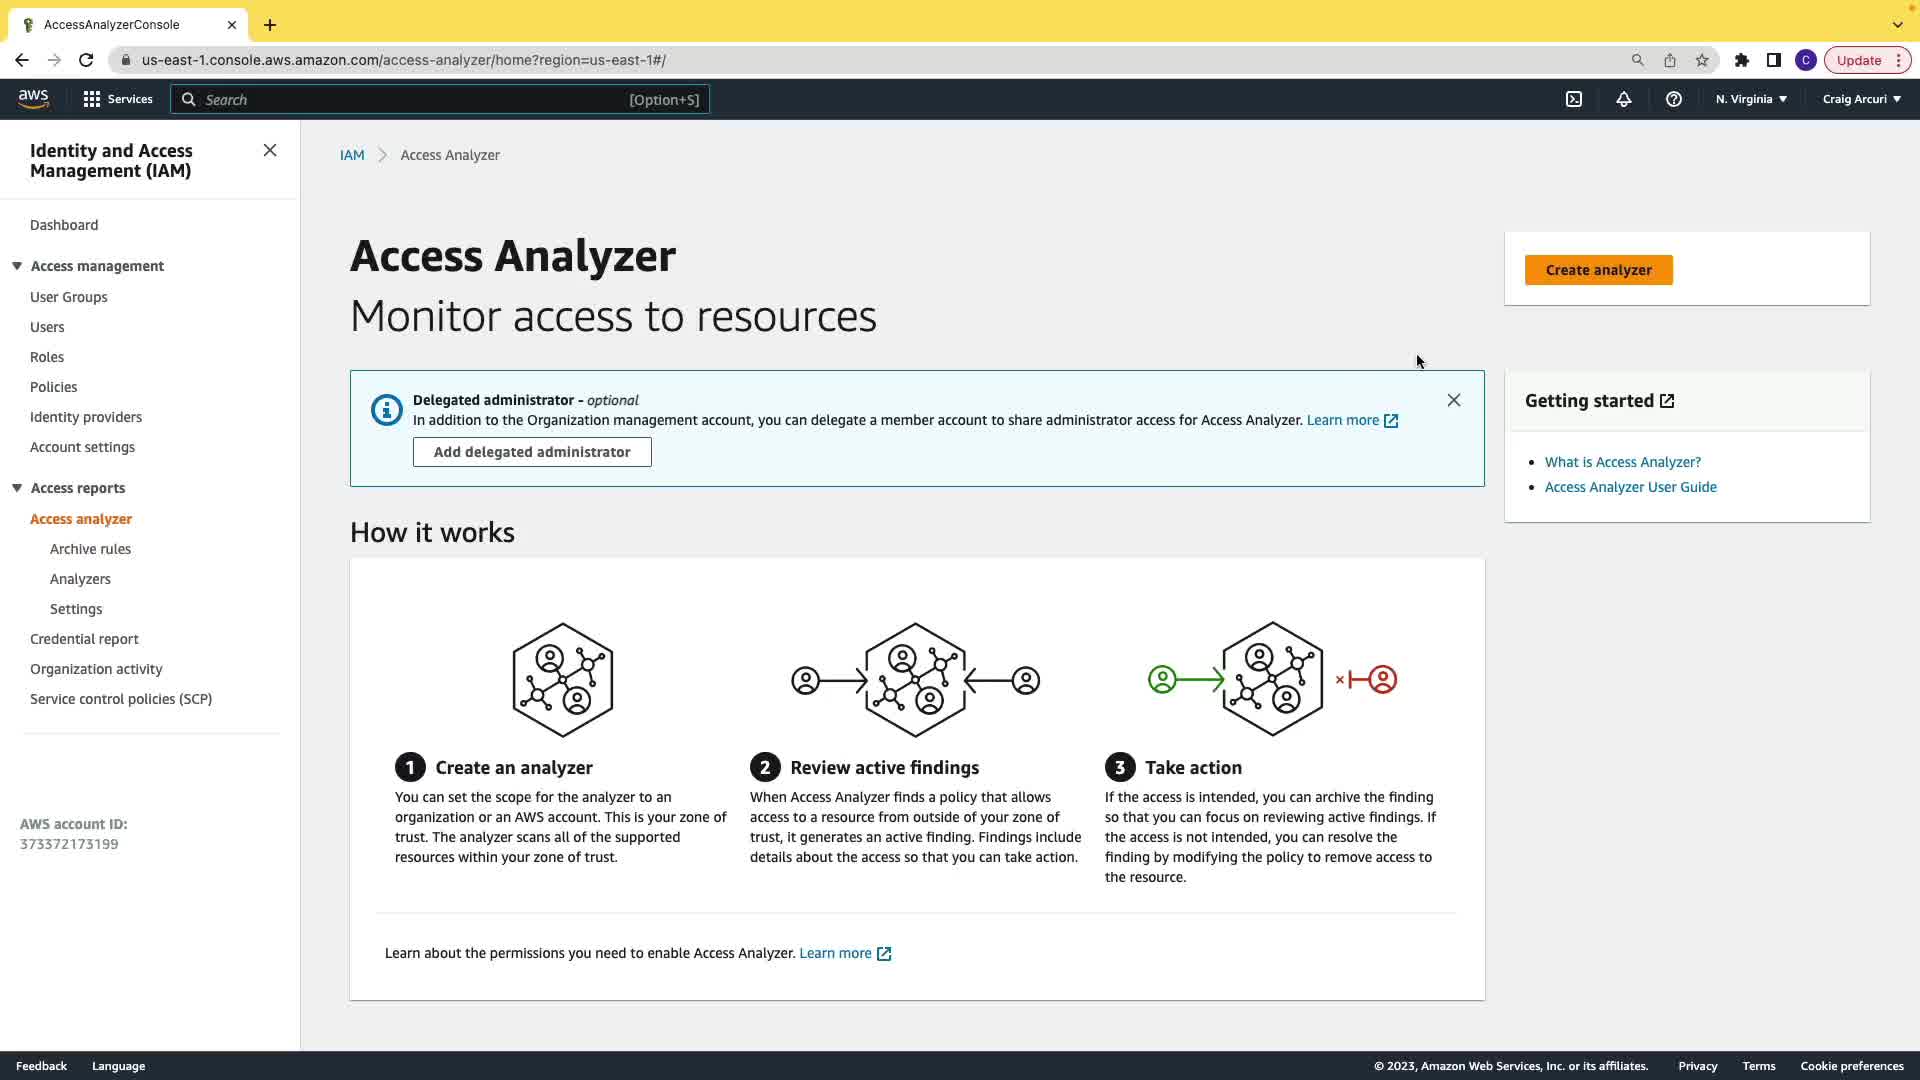 AccessAnalyzerConsole
us-east-1.console.aws.amazon.com/access-analyzer/home?region=us-east-1#/
C
Update
aws
Services
Search
[Option+S]
N. Virginia
Craig Arcuri
Identity and Access
Management (IAM)
Dashboard
Access management
User Groups
Users
Roles
Policies
Identity providers
Account settings
Access reports
Access analyzer
Archive rules
Analyzers
Settings
Credential report
Organization activity
Service control policies (SCP)
AWS account ID:
373372173199
IAM
Access Analyzer
Access Analyzer
Monitor access to resources
Create analyzer
Delegated administrator - optional
In addition to the Organization management account, you can delegate a member account to share administrator access for Access Analyzer. Learn more
Add delegated administrator
Getting started
What is Access Analyzer?
Access Analyzer User Guide
How it works
1 Create an analyzer
You can set the scope for the analyzer to an
organization or an AWS account. This is your zone of
trust. The analyzer scans all of the supported
resources within your zone of trust.
2 Review active findings
When Access Analyzer finds a policy that allows
access to a resource from outside of your zone of
trust, it generates an active finding. Findings include
details about the access so that you can take action.
3 Take action
If the access is intended, you can archive the finding
so that you can focus on reviewing active findings. If
the access is not intended, you can resolve the
finding by modifying the policy to remove access to
the resource.
Learn about the permissions you need to enable Access Analyzer. Learn more
Feedback
Language
© 2023, Amazon Web Services, Inc. or its affiliates.
Privacy
Terms
Cookie preferences